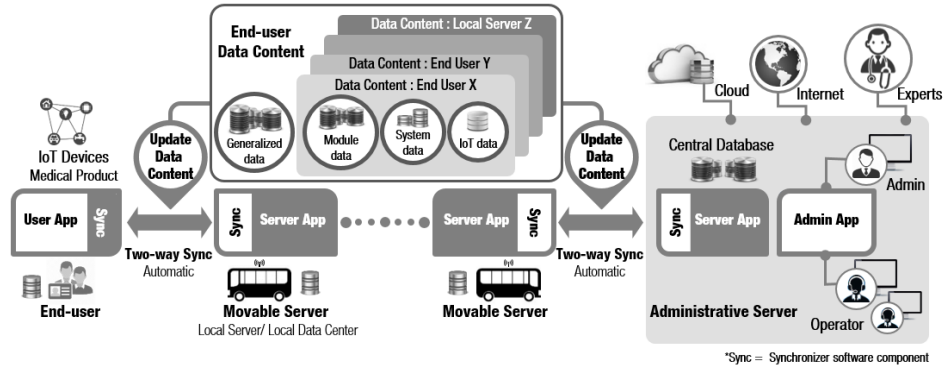 End-user
Data Content
Data Content : Local Server Z
Data Content : End User Y
Data Content : End User X
Generalized
data
Module
data
System
data
IoT data
Cloud
Internet
Experts
IoT Devices
Medical Product
Update
Data
Content
Update
Data
Content
Central Database
Admin
User App
Sync
Sync
Server App
Server App
Sync
Sync
Server App
Admin App
Two-way Sync
Automatic
Two-way Sync
Automatic
End-user
Movable Server
Local Server/ Local Data Center
Movable Server
Administrative Server
Operator
*Sync = Synchronizer software component